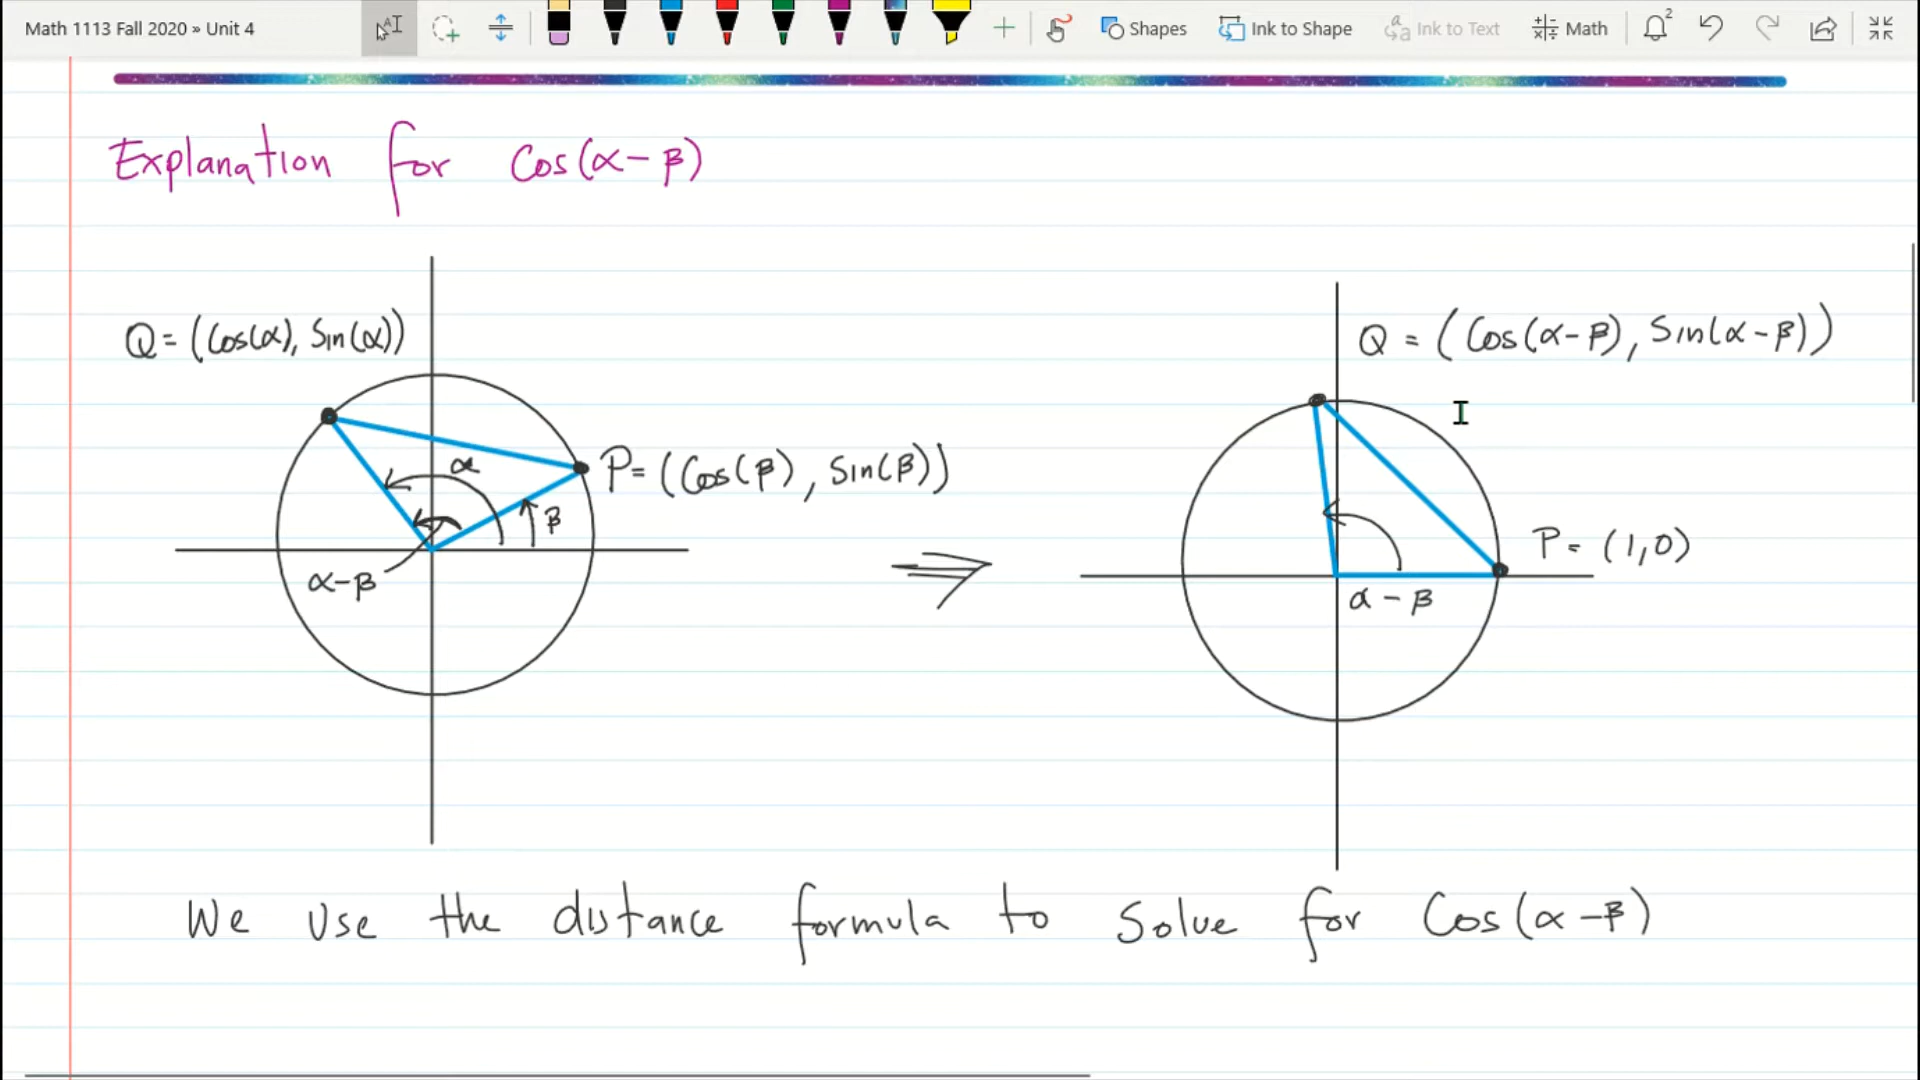 Math 1113 Fall 2020 » Unit 4
Shapes
Ink to Shape
Ink to Text
Math
2
Explanation for Cos(α-β)
Q= (Cos(α), Sin(α))
P= (Cos(β), Sin(β))
α
β
α-β
Q = (Cos(α-β), Sin(α-β))
P= (1,0)
α - β
We use the distance formula to Solve for Cos(α-β)